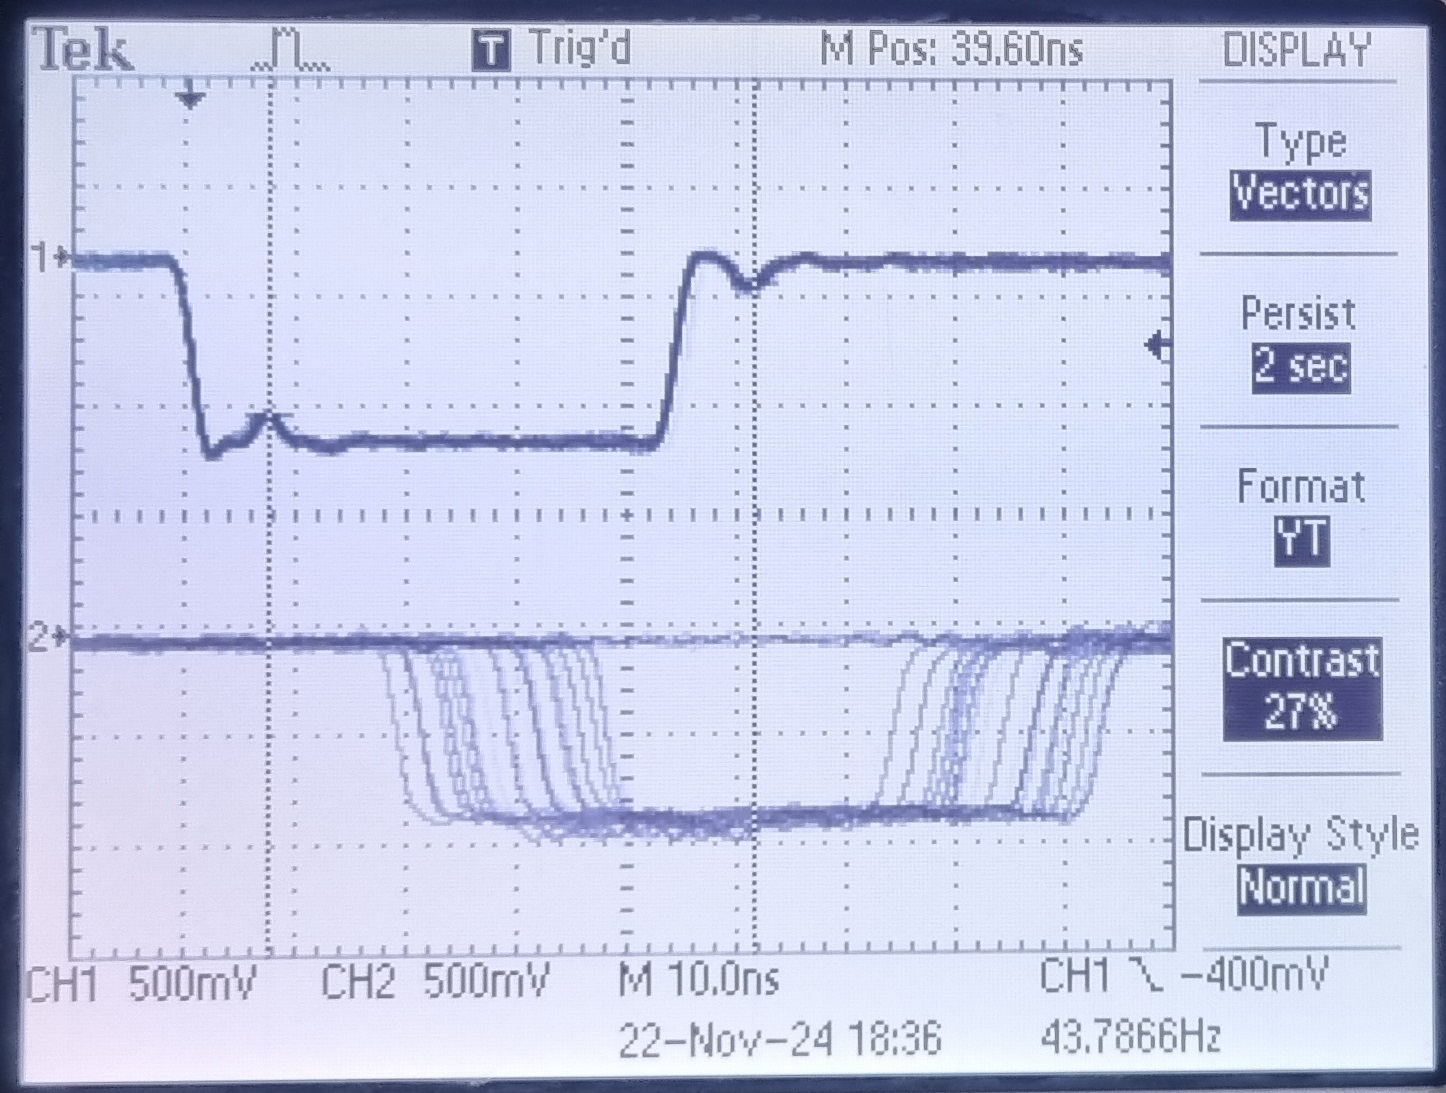 Tek T Trig'd M Pos: 39.60ns DISPLAY
Type
Vectors
1
Persist
2 sec
Format
YT
2
Contrast
27%
Display Style
Normal
CH1 500mV CH2 500mV M 10.0ns CH1 -400mV
22-Nov-24 18:36 43.7866Hz